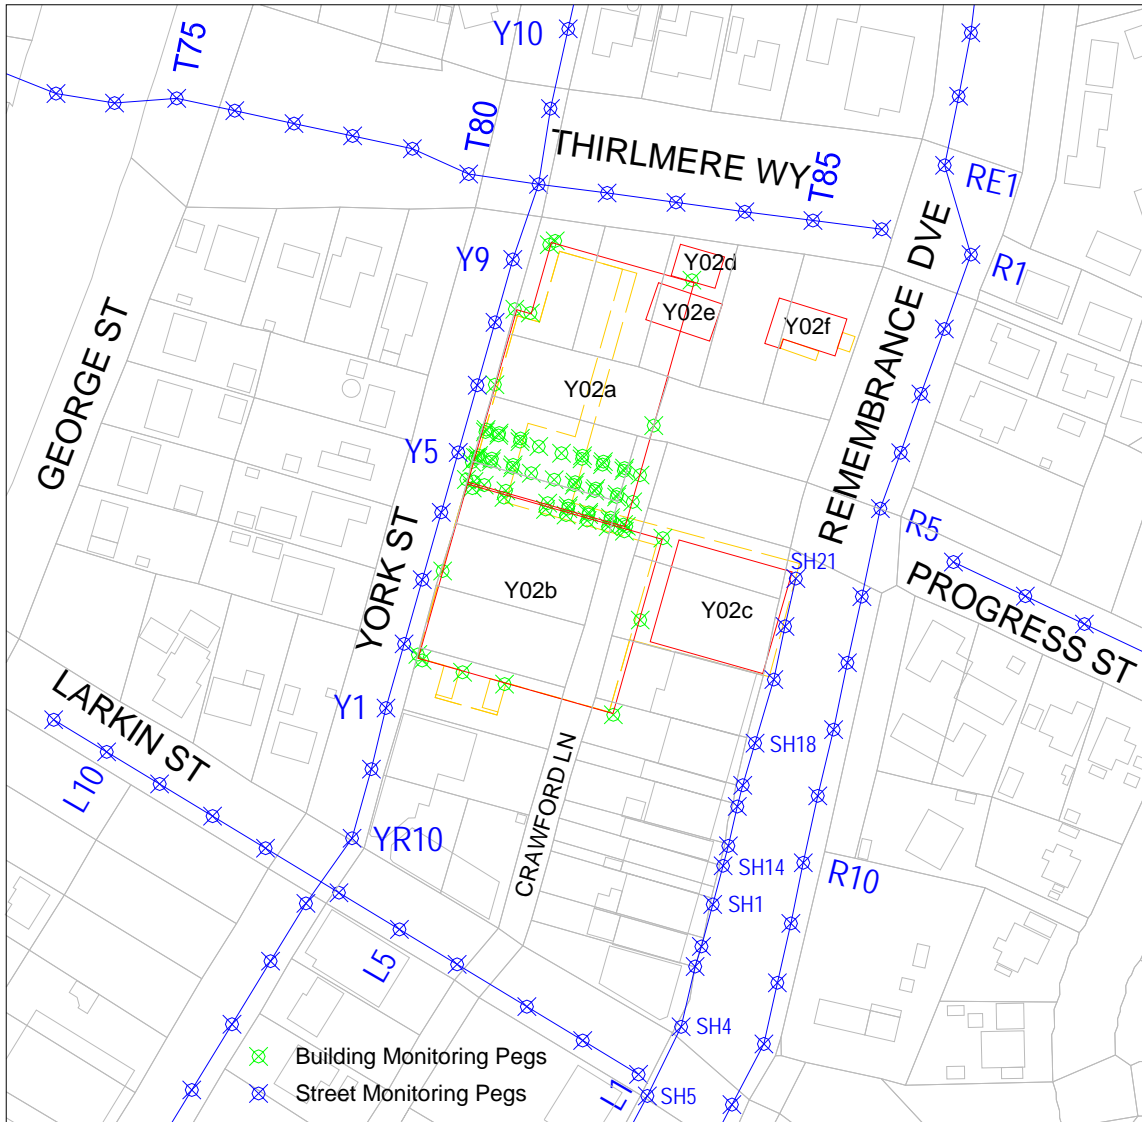 Y10
T75
T80
THIRLMERE WY
T85
RE1
Y9
Y02d
R1
REMEMBRANCE DVE
Y02e
Y02f
GEORGE ST
Y02a
Y5
R5
YORK ST
SH21
PROGRESS ST
Y02b
Y02c
LARKIN ST
Y1
SH18
L10
CRAWFORD LN
YR10
SH14
R10
SH1
L5
SH4
Building Monitoring Pegs
L1
Street Monitoring Pegs
SH5